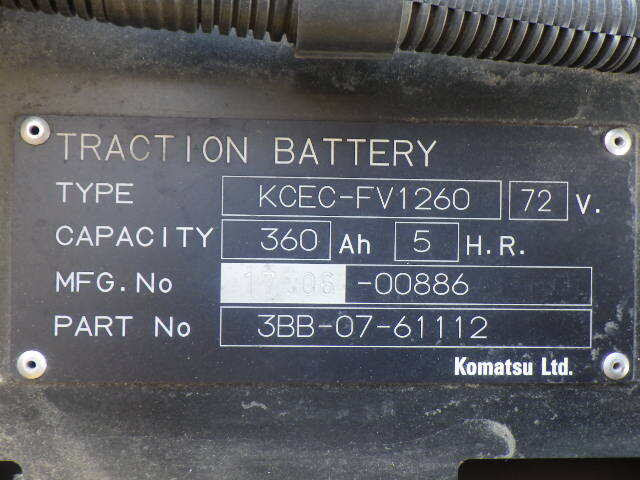 TRACTION BATTERY
TYPE KCEC-FV1260 72 V.
CAPACITY 360 Ah 5 H.R.
MFG.No -00886
PART No 3BB-07-61112
Komatsu Ltd.